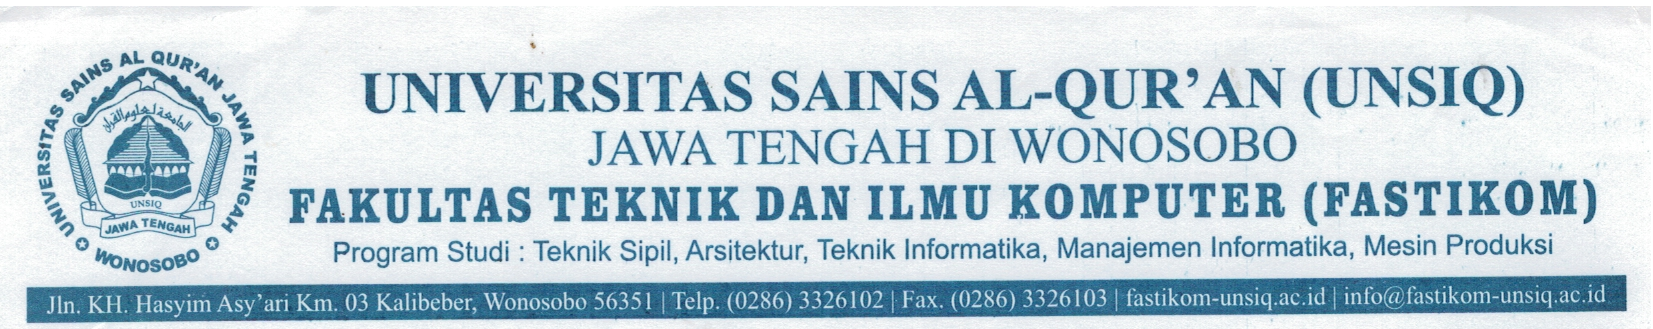 UNIVERSITAS SAINS AL QUR'AN JAWA TENGAH
الجامعة لعلوم القرآن
UNSIQ
JAWA TENGAH
WONOSOBO
UNIVERSITAS SAINS AL-QUR'AN (UNSIQ)
JAWA TENGAH DI WONOSOBO
FAKULTAS TEKNIK DAN ILMU KOMPUTER (FASTIKOM)
Program Studi : Teknik Sipil, Arsitektur, Teknik Informatika, Manajemen Informatika, Mesin Produksi
Jln. KH. Hasyim Asy'ari Km. 03 Kalibeber, Wonosobo 56351 | Telp. (0286) 3326102 | Fax. (0286) 3326103 | fastikom-unsiq.ac.id | info@fastikom-unsiq.ac.id